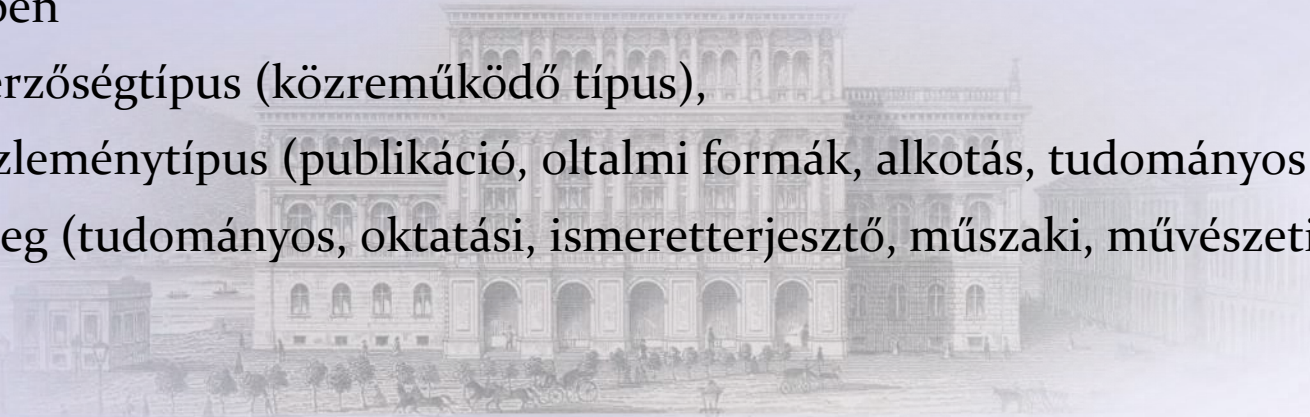 ben
erzőségtípus (közreműködő típus),
zleménytípus (publikáció, oltalmi formák, alkotás, tudományos
eg (tudományos, oktatási, ismeretterjesztő, műszaki, művészeti